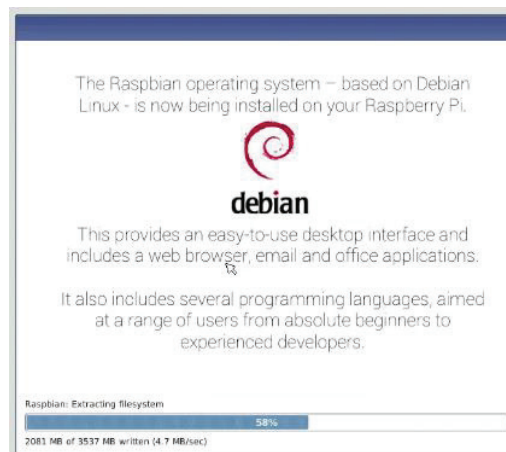 The Raspbian operating system – based on Debian
Linux - is now being installed on your Raspberry Pi.
debian
This provides an easy-to-use desktop interface and
includes a web browser, email and office applications.
It also includes several programming languages, aimed
at a range of users from absolute beginners to
experienced developers.
Raspbian: Extracting filesystem
58%
2081 MB of 3537 MB written (4.7 MB/sec)